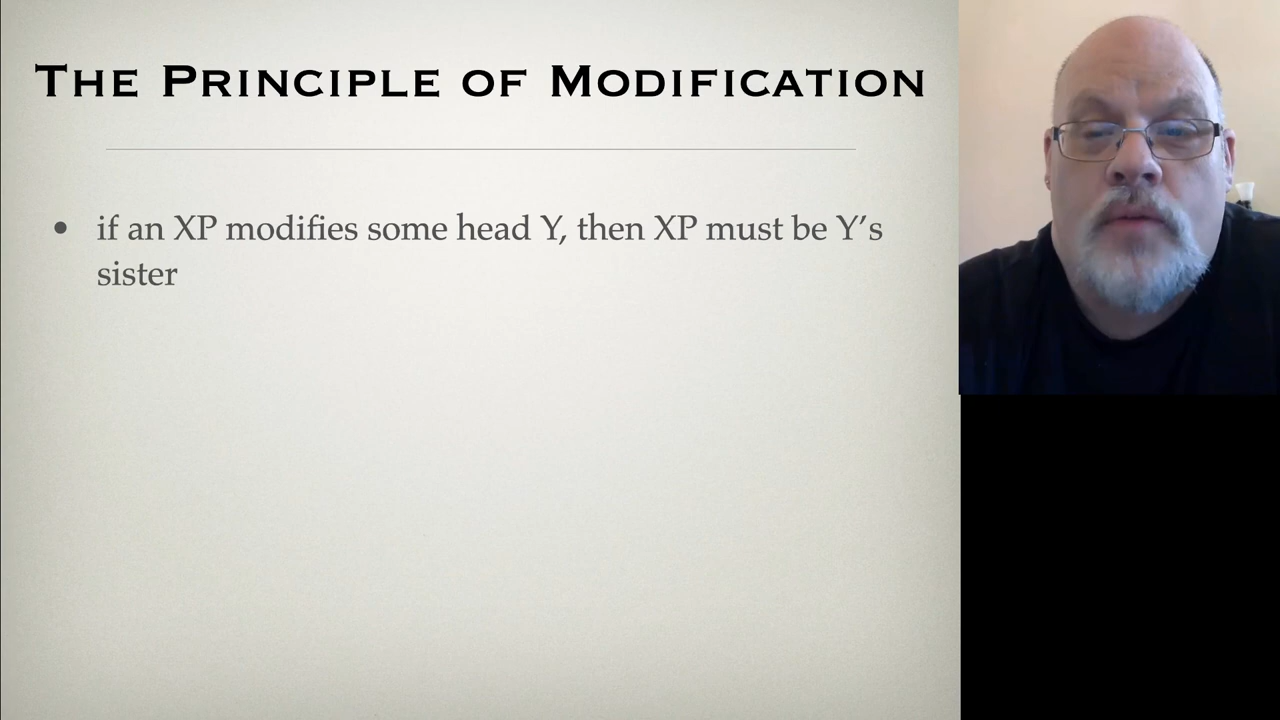 The Principle of Modification
• if an XP modifies some head Y, then XP must be Y’s
sister